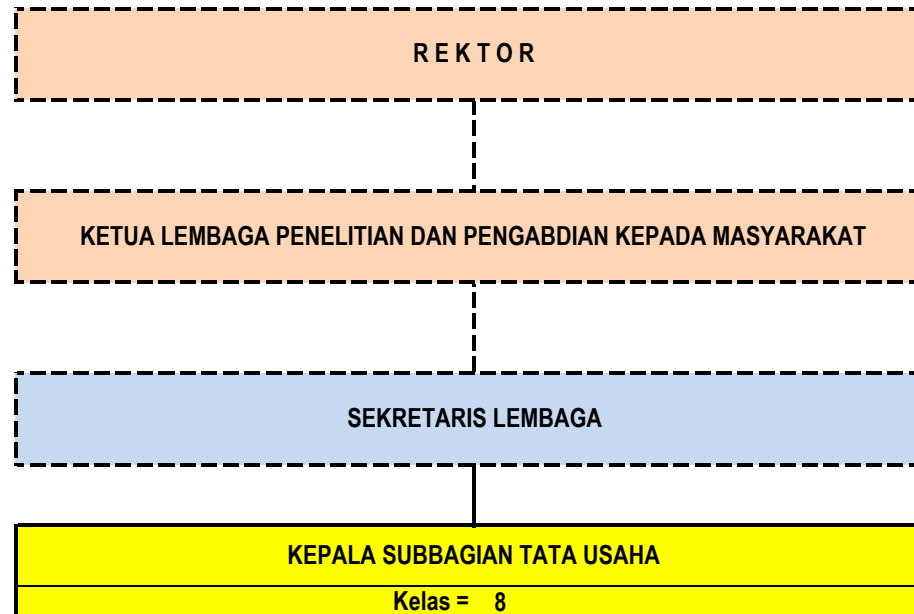 R E K T O R
KETUA LEMBAGA PENELITIAN DAN PENGABDIAN KEPADA MASYARAKAT
SEKRETARIS LEMBAGA
KEPALA SUBBAGIAN TATA USAHA
Kelas = 8